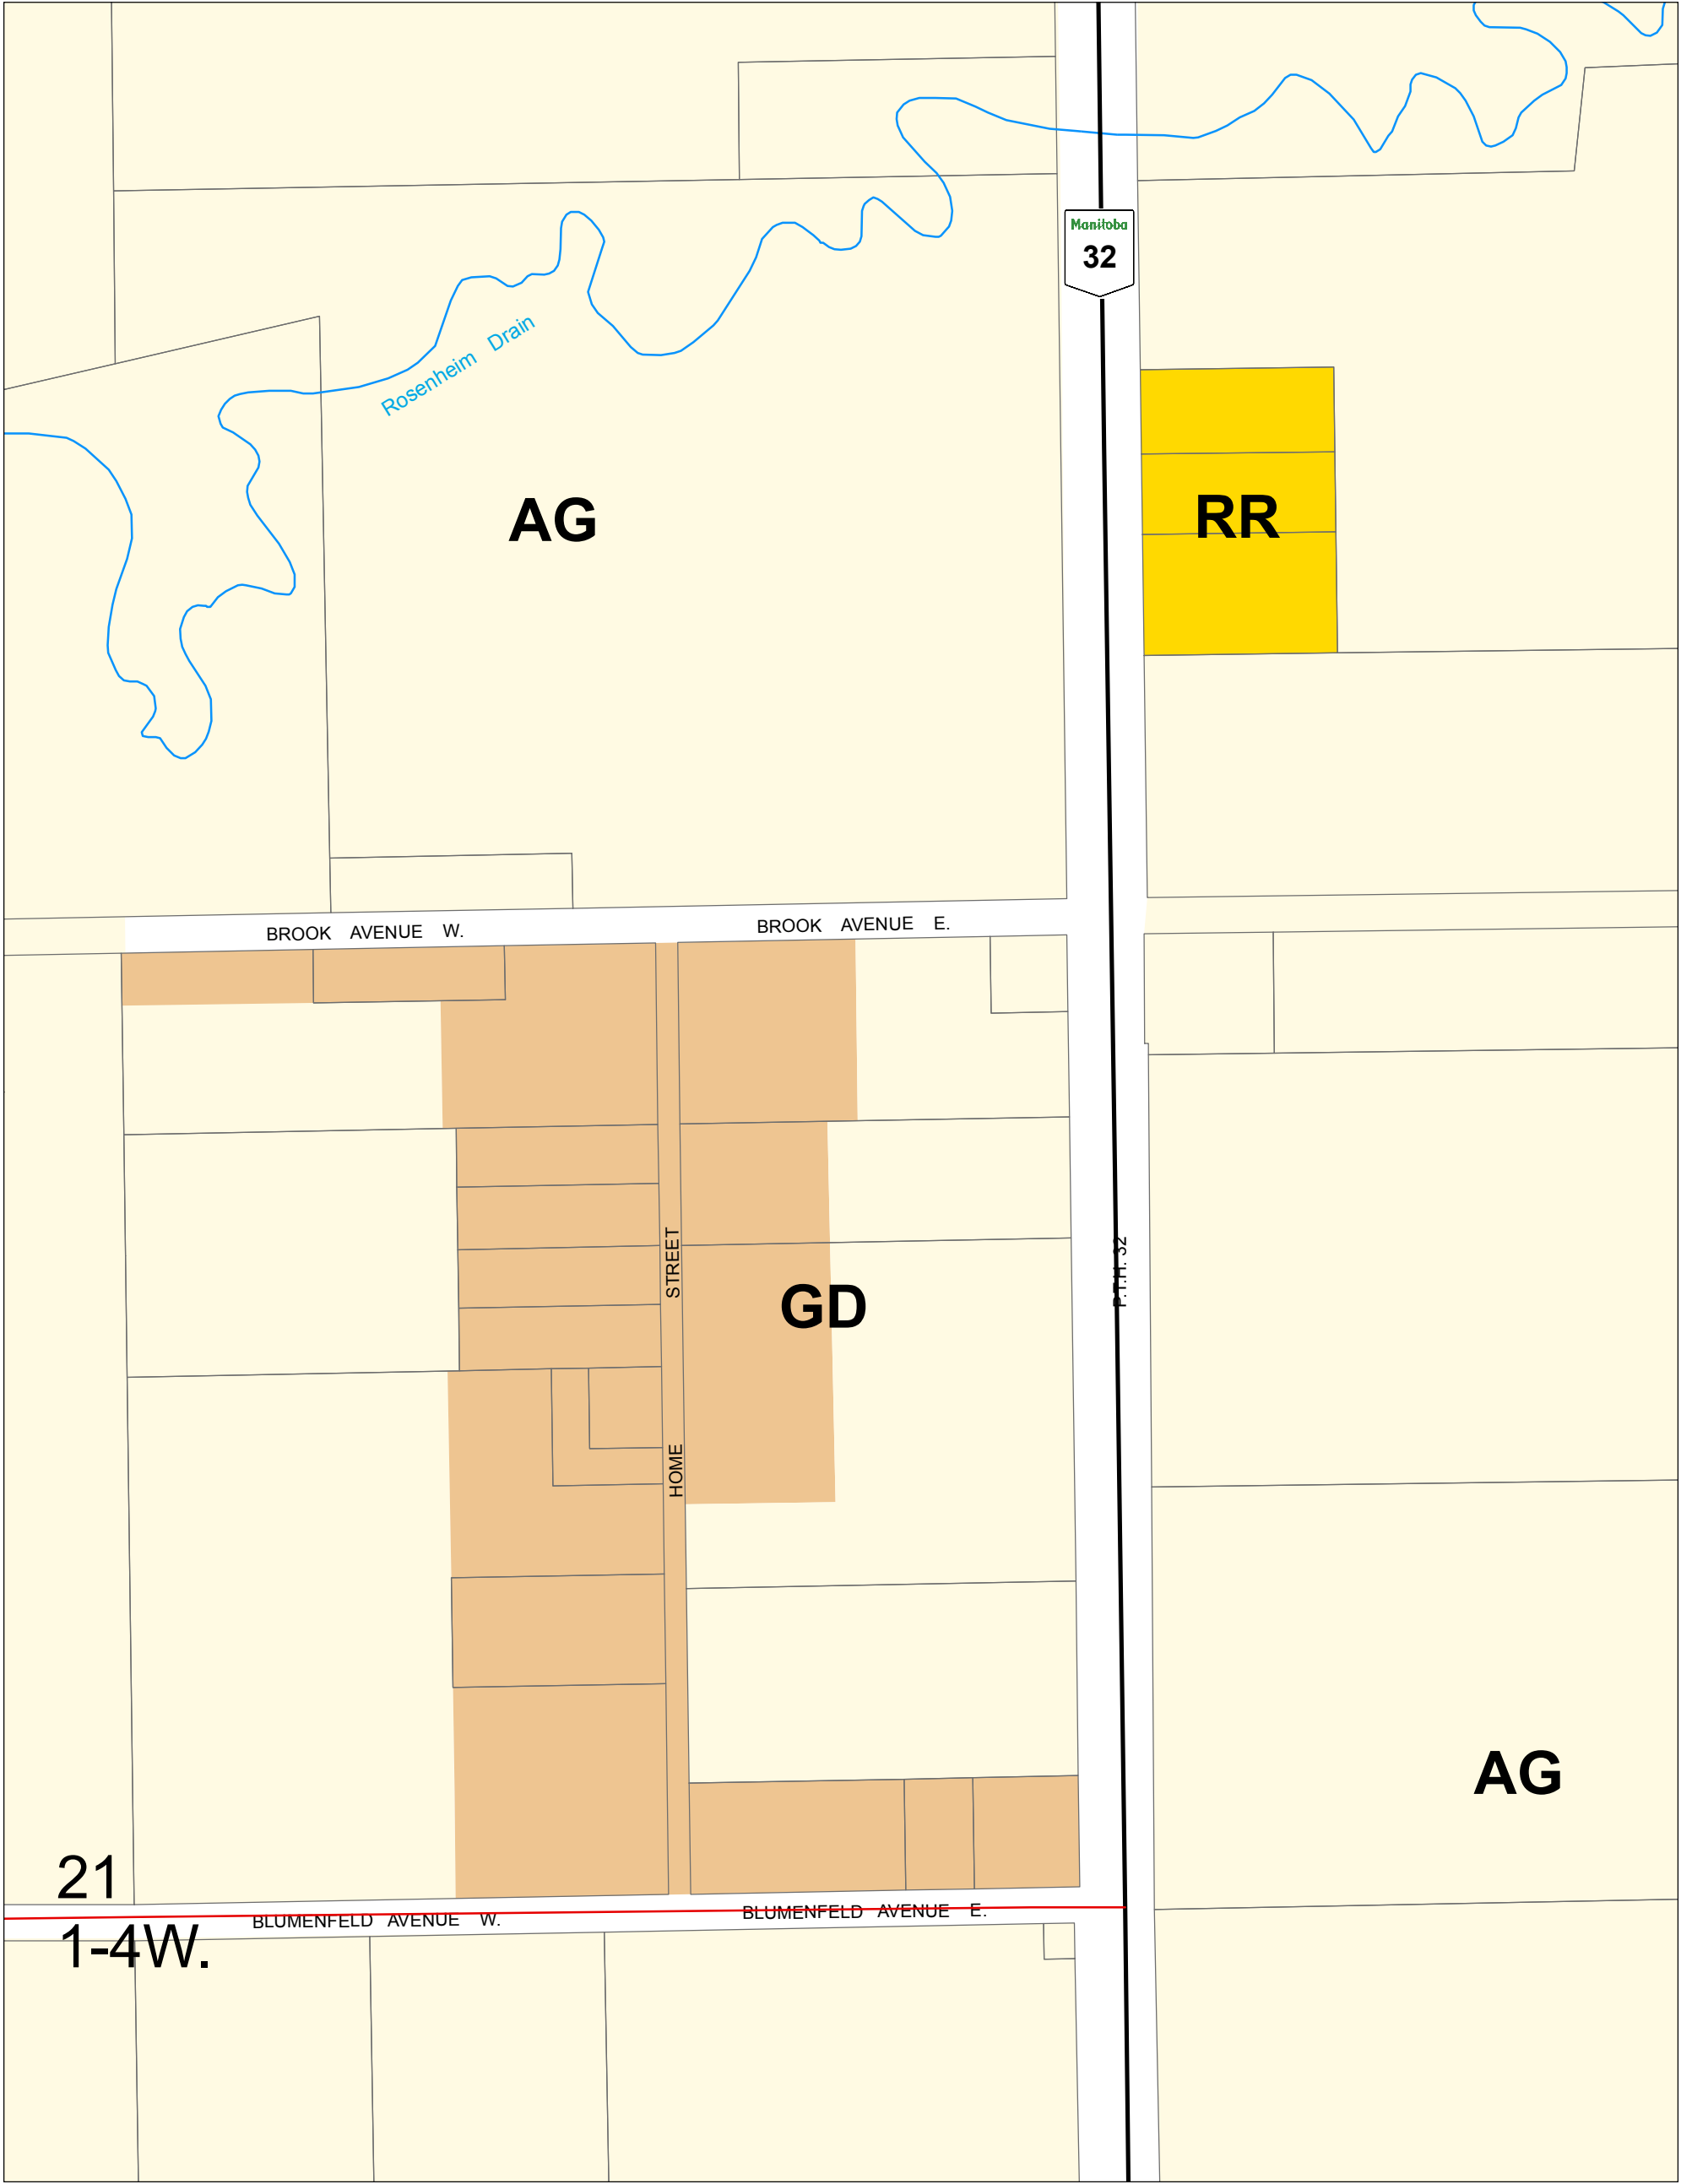 Manitoba
32
Rosenheim Drain
AG
RR
BROOK AVENUE W.
BROOK AVENUE E.
STREET
P.T.H. 32
GD
HOME
AG
21
BLUMENFELD AVENUE W.
BLUMENFELD AVENUE E.
1-4W.